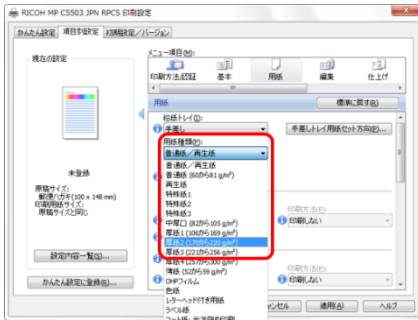 RICOH MP C5503 JPN RPCS 印刷設定
かんたん設定 項目別設定 初期設定／バージョン
現在の設定
メニュー項目(M):
印刷方法/認証 基本 用紙 編集 仕上げ
用紙
標準に戻す(R)
給紙トレイ(O):
手差し
手差しトレイ用紙セット方向(P)...
用紙種類(P):
普通紙／再生紙
普通紙／再生紙
普通紙 (60から81 g/m²)
再生紙
特殊紙1
特殊紙2
特殊紙3
中厚口 (82から105 g/m²)
厚紙1 (106から169 g/m²)
厚紙2 (170から220 g/m²)
厚紙3 (221から256 g/m²)
厚紙4 (257から300 g/m²)
薄紙 (52から59 g/m²)
OHPフィルム
色紙
レターヘッド付き用紙
ラベル紙
印刷方法(P):
印刷しない
印刷方法(P):
印刷しない
未登録
原稿サイズ:
郵便ハガキ(100 x 148 mm)
印刷用紙サイズ:
原稿サイズと同じ
設定内容一覧(S)...
かんたん設定に登録(R)...
適用(A)
ヘルプ